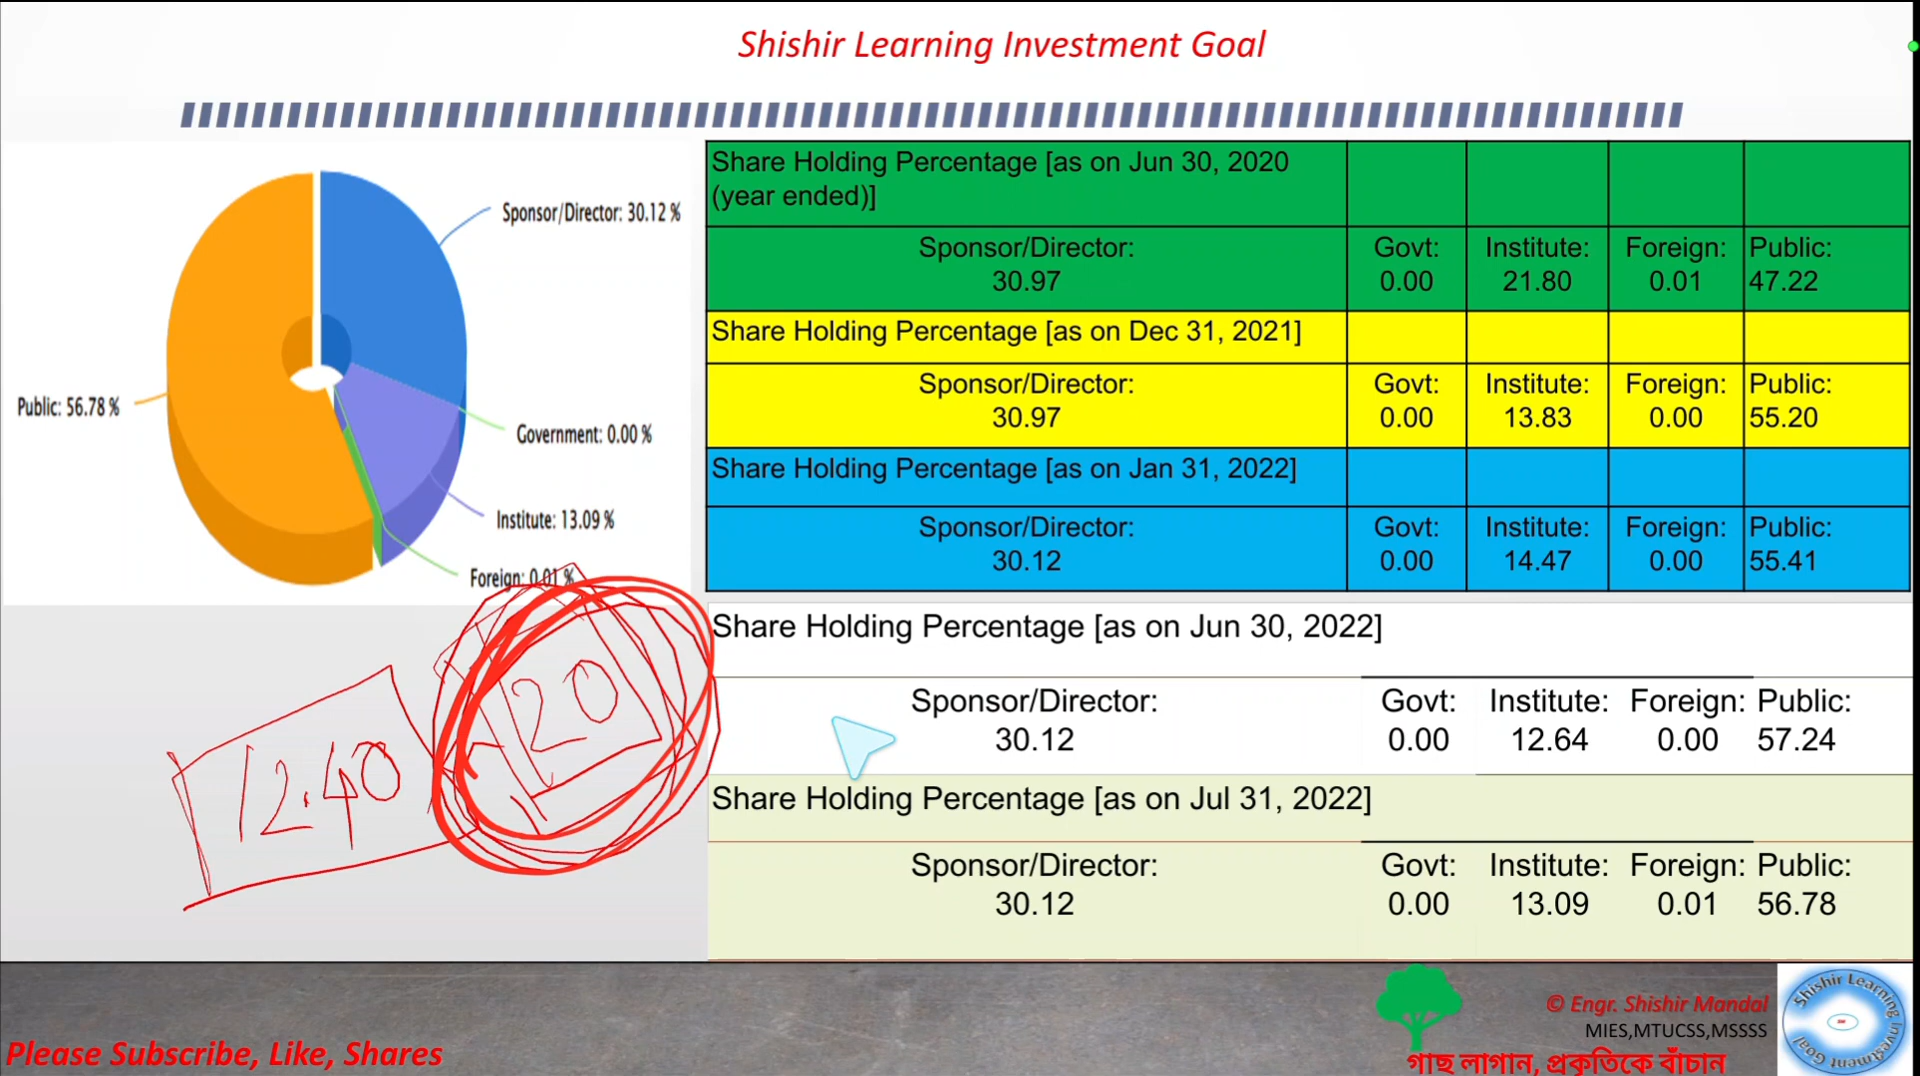 Shishir Learning Investment Goal
Sponsor/Director: 30.12 %
Public: 56.78 %
Government: 0.00 %
Institute: 13.09 %
Foreign: 0.01 %
12.40
20
Share Holding Percentage [as on Jun 30, 2020
(year ended)]
Sponsor/Director: Govt: Institute: Foreign: Public:
30.97 0.00 21.80 0.01 47.22
Share Holding Percentage [as on Dec 31, 2021]
Sponsor/Director: Govt: Institute: Foreign: Public:
30.97 0.00 13.83 0.00 55.20
Share Holding Percentage [as on Jan 31, 2022]
Sponsor/Director: Govt: Institute: Foreign: Public:
30.12 0.00 14.47 0.00 55.41
Share Holding Percentage [as on Jun 30, 2022]
Sponsor/Director: Govt: Institute: Foreign: Public:
30.12 0.00 12.64 0.00 57.24
Share Holding Percentage [as on Jul 31, 2022]
Sponsor/Director: Govt: Institute: Foreign: Public:
30.12 0.00 13.09 0.01 56.78
Please Subscribe, Like, Shares
© Engr. Shishir Mandal
MIES,MTUCSS,MSSSS
গাছ লাগান, প্রকৃতিকে বাঁচান
Shishir Learning Investment Goal